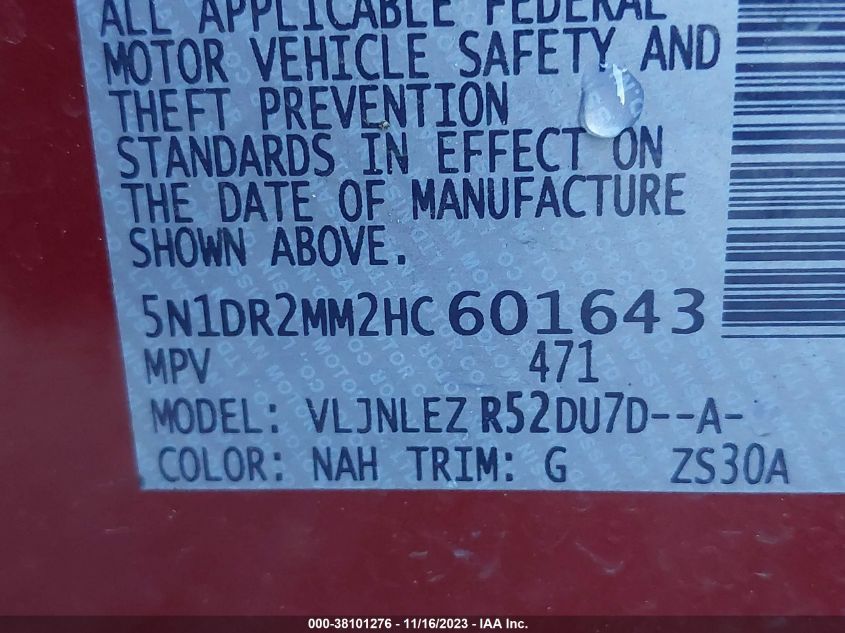 ALL APPLICABLE FEDERAL
MOTOR VEHICLE SAFETY AND
THEFT PREVENTION
STANDARDS IN EFFECT ON
THE DATE OF MANUFACTURE
SHOWN ABOVE.
5N1DR2MM2HC601643
MPV 471
MODEL: VLJNLEZ R52DU7D--A-
COLOR: NAH TRIM: G ZS30A
000-38101276 - 11/16/2023 - IAA Inc.